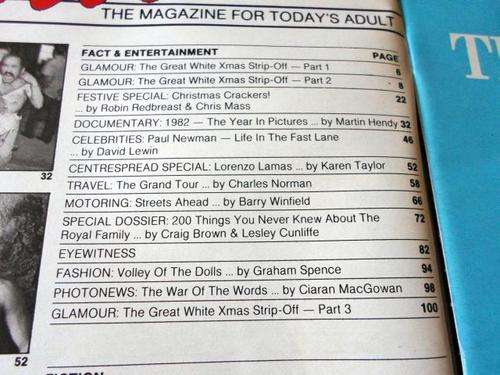 THE MAGAZINE FOR TODAY'S ADULT
FACT & ENTERTAINMENT PAGE
GLAMOUR: The Great White Xmas Strip-Off — Part 1 6
GLAMOUR: The Great White Xmas Strip-Off — Part 2 8
FESTIVE SPECIAL: Christmas Crackers! 22
... by Robin Redbreast & Chris Mass
DOCUMENTARY: 1982 — The Year In Pictures ... by Martin Hendy 32
CELEBRITIES: Paul Newman — Life In The Fast Lane 46
... by David Lewin
CENTRESPREAD SPECIAL: Lorenzo Lamas ... by Karen Taylor 52
TRAVEL: The Grand Tour ... by Charles Norman 58
MOTORING: Streets Ahead ... by Barry Winfield 66
SPECIAL DOSSIER: 200 Things You Never Knew About The 72
Royal Family ... by Craig Brown & Lesley Cunliffe
EYEWITNESS 82
FASHION: Volley Of The Dolls ... by Graham Spence 94
PHOTONEWS: The War Of The Words ... by Ciaran MacGowan 98
GLAMOUR: The Great White Xmas Strip-Off — Part 3 100
32
52